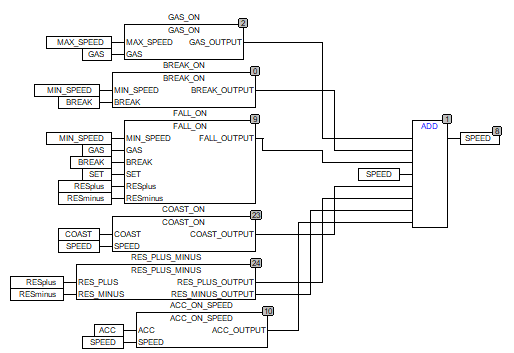 GAS_ON
2
GAS_ON
MAX_SPEED MAX_SPEED GAS_OUTPUT
GAS GAS
BREAK_ON
0
BREAK_ON
MIN_SPEED MIN_SPEED BREAK_OUTPUT
BREAK BREAK
FALL_ON
9
FALL_ON
MIN_SPEED MIN_SPEED FALL_OUTPUT
GAS GAS
BREAK BREAK
SET SET
RESplus RESplus
RESminus RESminus
1
ADD
6
SPEED
SPEED
COAST_ON
23
COAST_ON
COAST COAST COAST_OUTPUT
SPEED SPEED
RES_PLUS_MINUS
24
RES_PLUS_MINUS
RESplus RES_PLUS RES_PLUS_OUTPUT
RESminus RES_MINUS RES_MINUS_OUTPUT
ACC_ON_SPEED
10
ACC_ON_SPEED
ACC ACC ACC_OUTPUT
SPEED SPEED